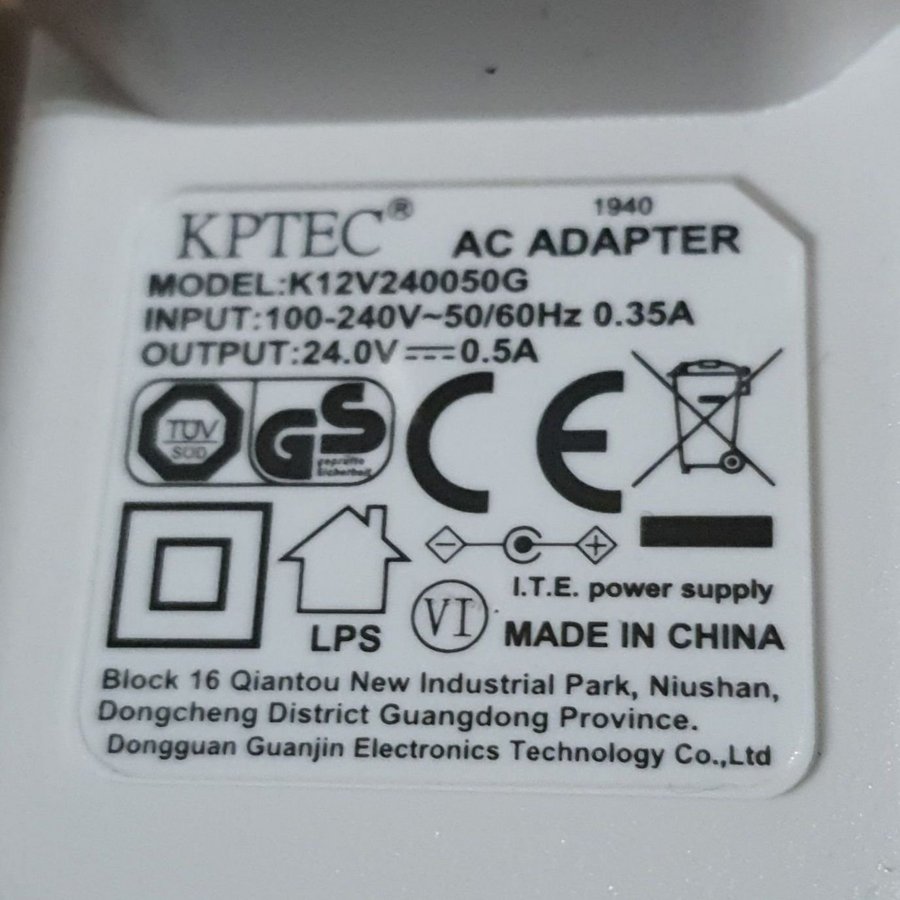 KPTEC® 1940
AC ADAPTER
MODEL:K12V240050G
INPUT:100-240V~50/60Hz 0.35A
OUTPUT:24.0V⎓0.5A
TÜV
SÜD
GS
geprüfte
Sicherheit
CE
LPS
VI
I.T.E. power supply
MADE IN CHINA
Block 16 Qiantou New Industrial Park, Niushan,
Dongcheng District Guangdong Province.
Dongguan Guanjin Electronics Technology Co.,Ltd